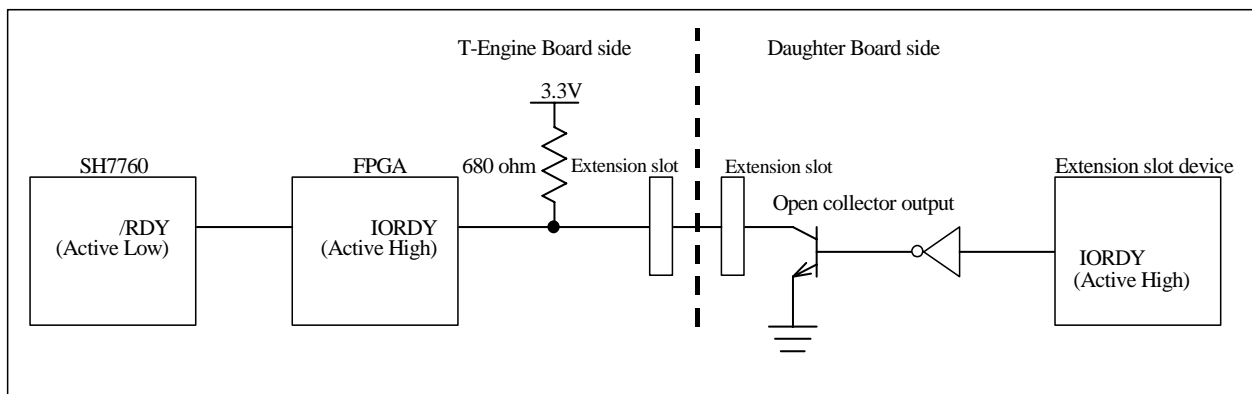 T-Engine Board side
Daughter Board side
3.3V
SH7760
FPGA
680 ohm
Extension slot
Extension slot
Extension slot device
Open collector output
/RDY
(Active Low)
IORDY
(Active High)
IORDY
(Active High)